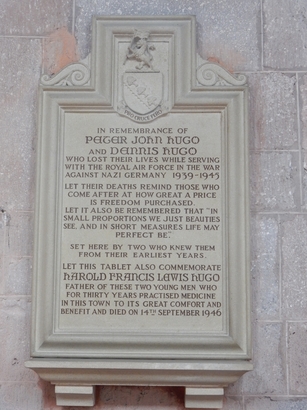 IN REMEMBRANCE OF
PETER JOHN HUGO
AND DENNIS HUGO
WHO LOST THEIR LIVES WHILE SERVING
WITH THE ROYAL AIR FORCE IN THE WAR
AGAINST NAZI GERMANY 1939-1945
LET THEIR DEATHS REMIND THOSE WHO
COME AFTER AT HOW GREAT A PRICE
IS FREEDOM PURCHASED.
LET IT ALSO BE REMEMBERED THAT "IN
SMALL PROPORTIONS WE JUST BEAUTIES
SEE, AND IN SHORT MEASURES LIFE MAY
PERFECT BE."
SET HERE BY TWO WHO KNEW THEM
FROM THEIR EARLIEST YEARS.
LET THIS TABLET ALSO COMMEMORATE
HAROLD FRANCIS LEWIS HUGO
FATHER OF THESE TWO YOUNG MEN WHO
FOR THIRTY YEARS PRACTISED MEDICINE
IN THIS TOWN TO ITS GREAT COMFORT AND
BENEFIT AND DIED ON 14TH SEPTEMBER 1946